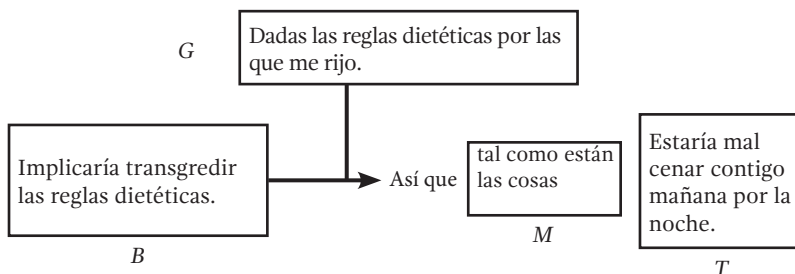 G
Dadas las reglas dietéticas por las
que me rijo.
Implicaría transgredir
las reglas dietéticas.
B
Así que
tal como están
las cosas
M
Estaría mal
cenar contigo
mañana por la
noche.
T